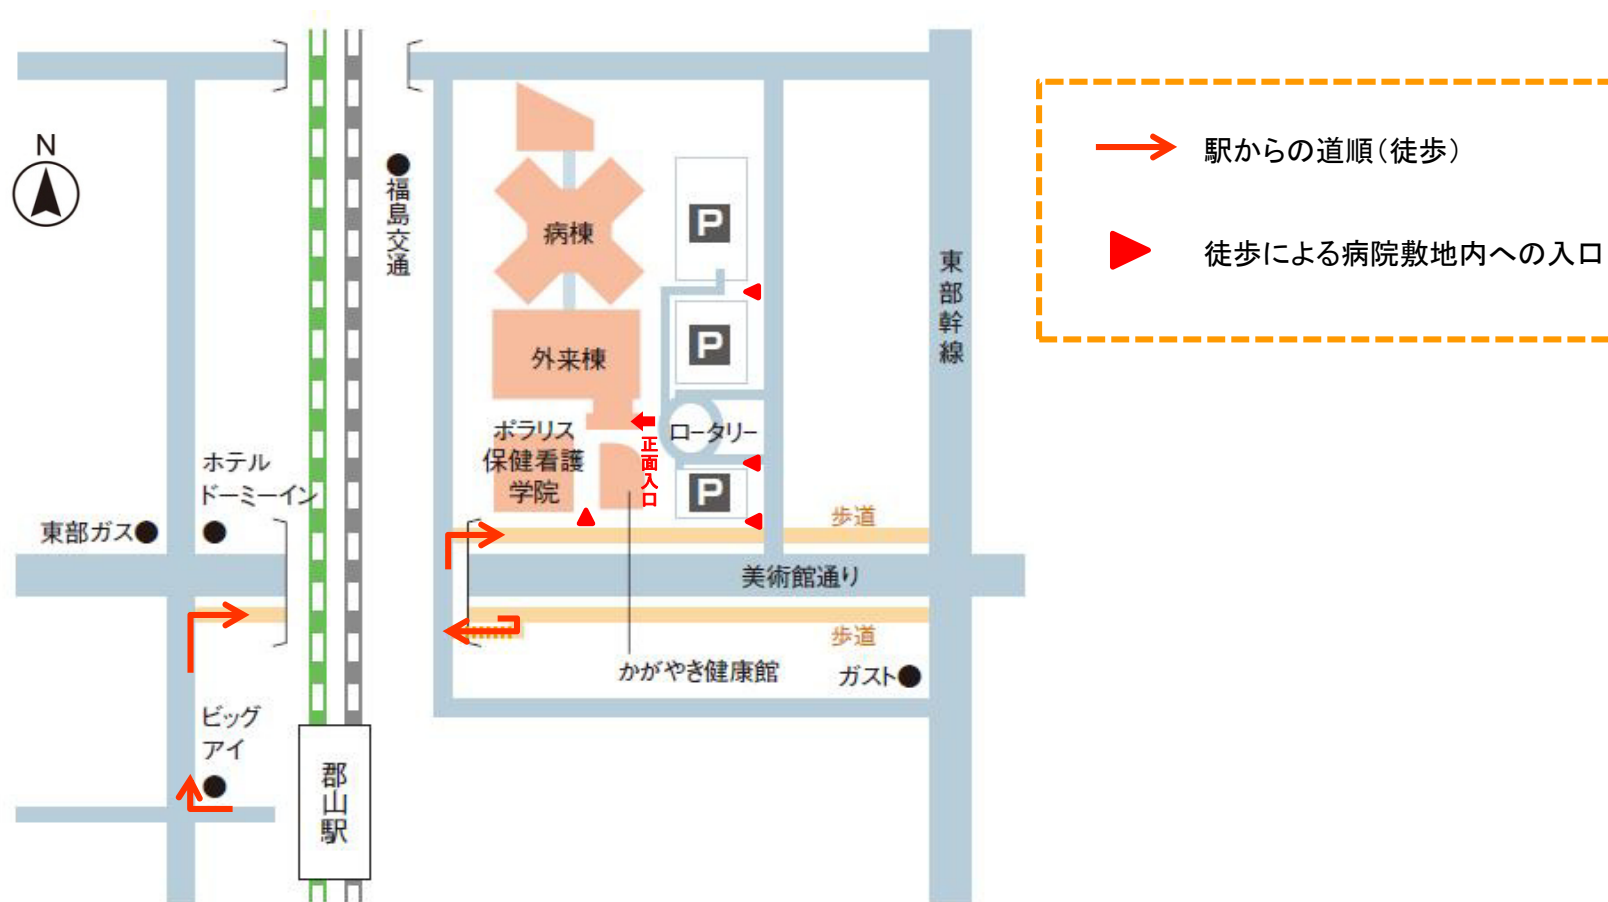 N
福島交通
病棟
P
外来棟
P
東部幹線
ポラリス
保健看護
学院
正面入口
ロータリー
P
ホテル
ドーミーイン
東部ガス
歩道
美術館通り
歩道
かがやき健康館
ガスト
ビッグ
アイ
郡山駅
駅からの道順（徒歩）
徒歩による病院敷地内への入口